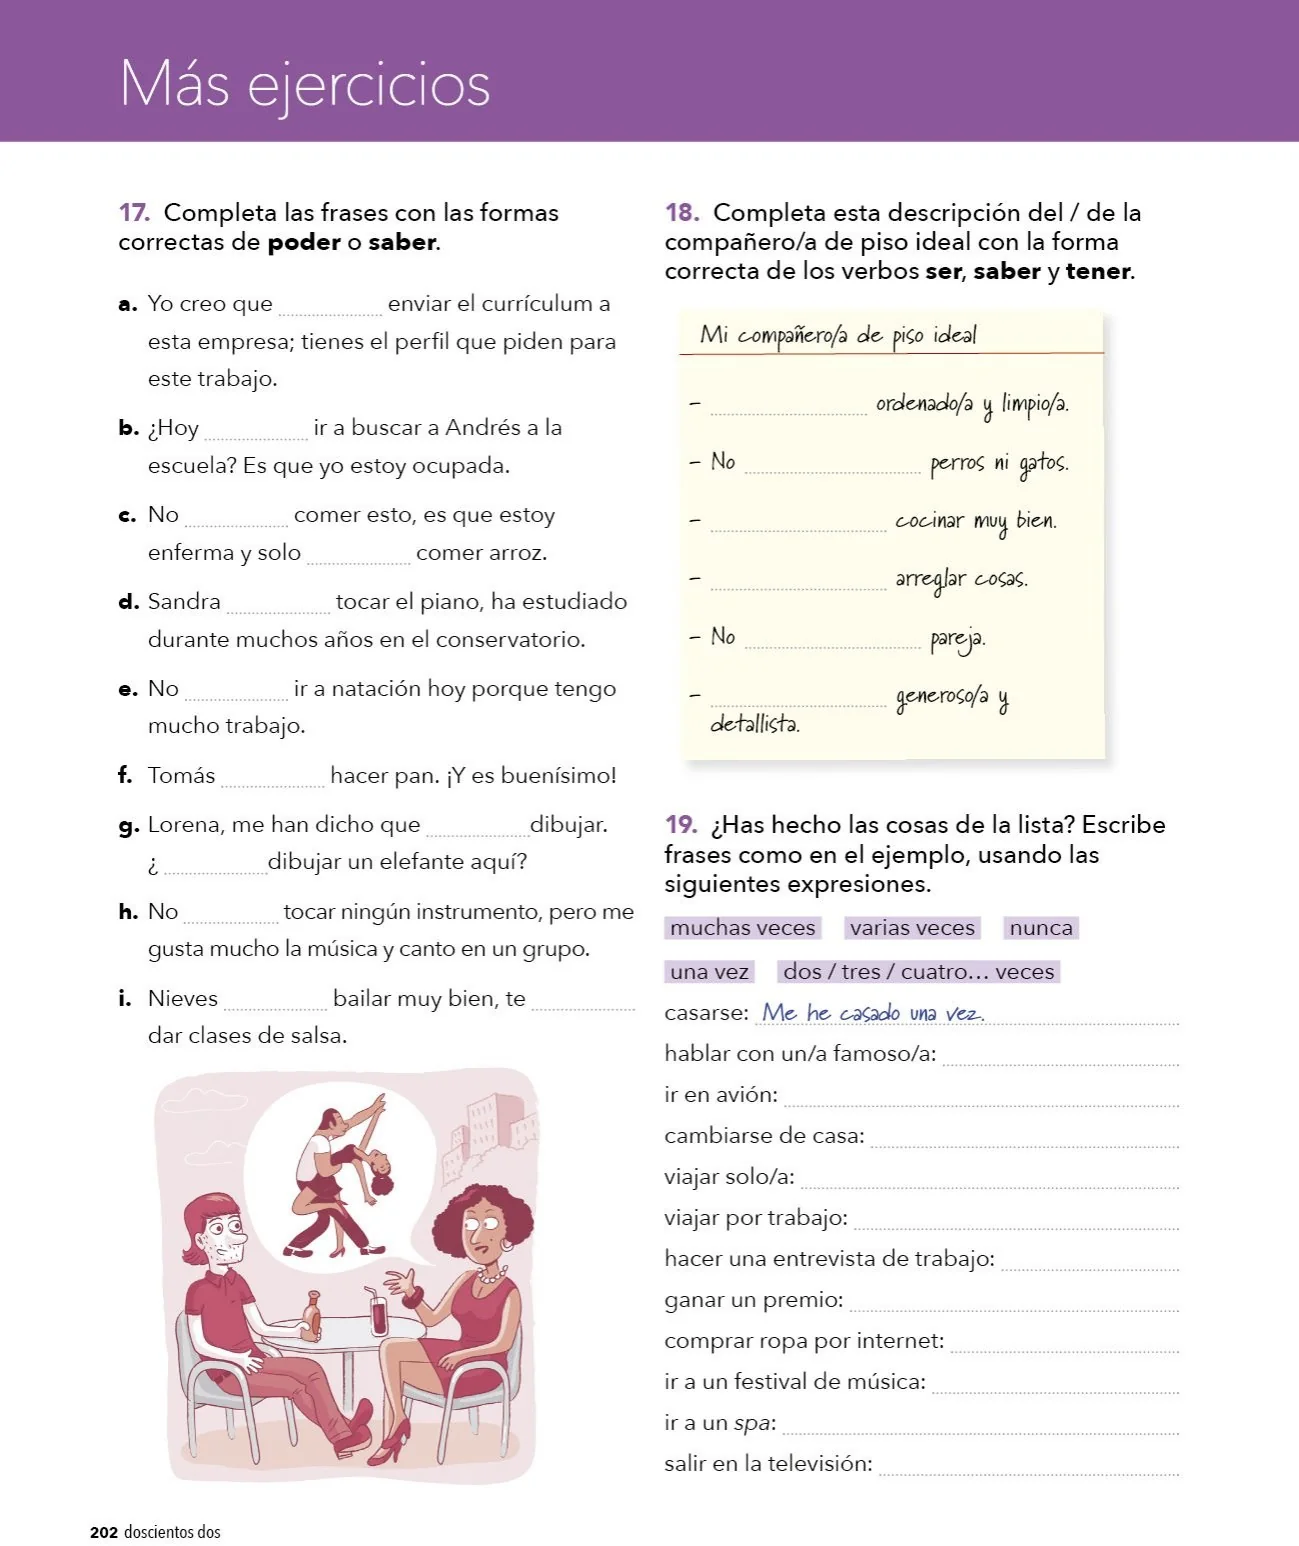 Más ejercicios
17. Completa las frases con las formas
correctas de poder o saber.
a. Yo creo que enviar el currículum a
esta empresa; tienes el perfil que piden para
este trabajo.
b. ¿Hoy ir a buscar a Andrés a la
escuela? Es que yo estoy ocupada.
c. No comer esto, es que estoy
enferma y solo comer arroz.
d. Sandra tocar el piano, ha estudiado
durante muchos años en el conservatorio.
e. No ir a natación hoy porque tengo
mucho trabajo.
f. Tomás hacer pan. ¡Y es buenísimo!
g. Lorena, me han dicho que dibujar.
¿ dibujar un elefante aquí?
h. No tocar ningún instrumento, pero me
gusta mucho la música y canto en un grupo.
i. Nieves bailar muy bien, te
dar clases de salsa.
18. Completa esta descripción del / de la
compañero/a de piso ideal con la forma
correcta de los verbos ser, saber y tener.
Mi compañero/a de piso ideal
– ordenado/a y limpio/a.
– No perros ni gatos.
– cocinar muy bien.
– arreglar cosas.
– No pareja.
– generoso/a y
detallista.
19. ¿Has hecho las cosas de la lista? Escribe
frases como en el ejemplo, usando las
siguientes expresiones.
muchas veces varias veces nunca
una vez dos / tres / cuatro... veces
casarse: Me he casado una vez.
hablar con un/a famoso/a:
ir en avión:
cambiarse de casa:
viajar solo/a:
viajar por trabajo:
hacer una entrevista de trabajo:
ganar un premio:
comprar ropa por internet:
ir a un festival de música:
ir a un spa:
salir en la televisión:
202 doscientos dos